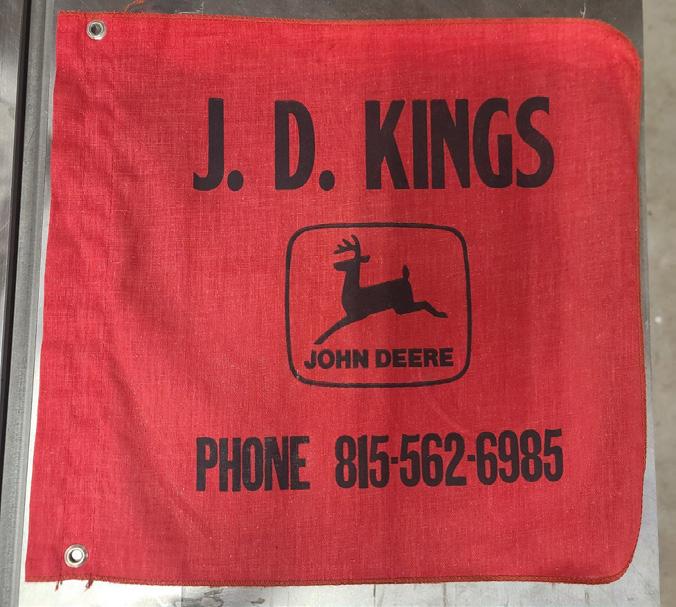 J. D. KINGS
JOHN DEERE
PHONE 815-562-6985